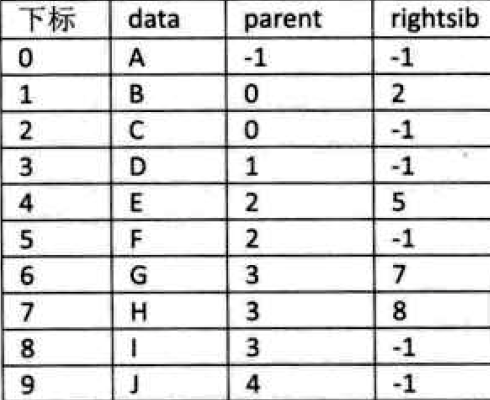 下标 data parent rightsib
0 A -1 -1
1 B 0 2
2 C 0 -1
3 D 1 -1
4 E 2 5
5 F 2 -1
6 G 3 7
7 H 3 8
8 I 3 -1
9 J 4 -1